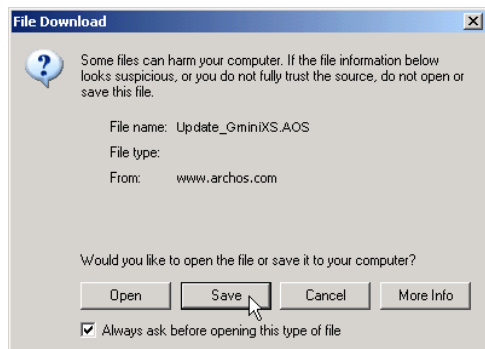 File Download
Some files can harm your computer. If the file information below
looks suspicious, or you do not fully trust the source, do not open or
save this file.
File name: Update_GminiXS.AOS
File type:
From: www.archos.com
Would you like to open the file or save it to your computer?
Open Save Cancel More Info
Always ask before opening this type of file